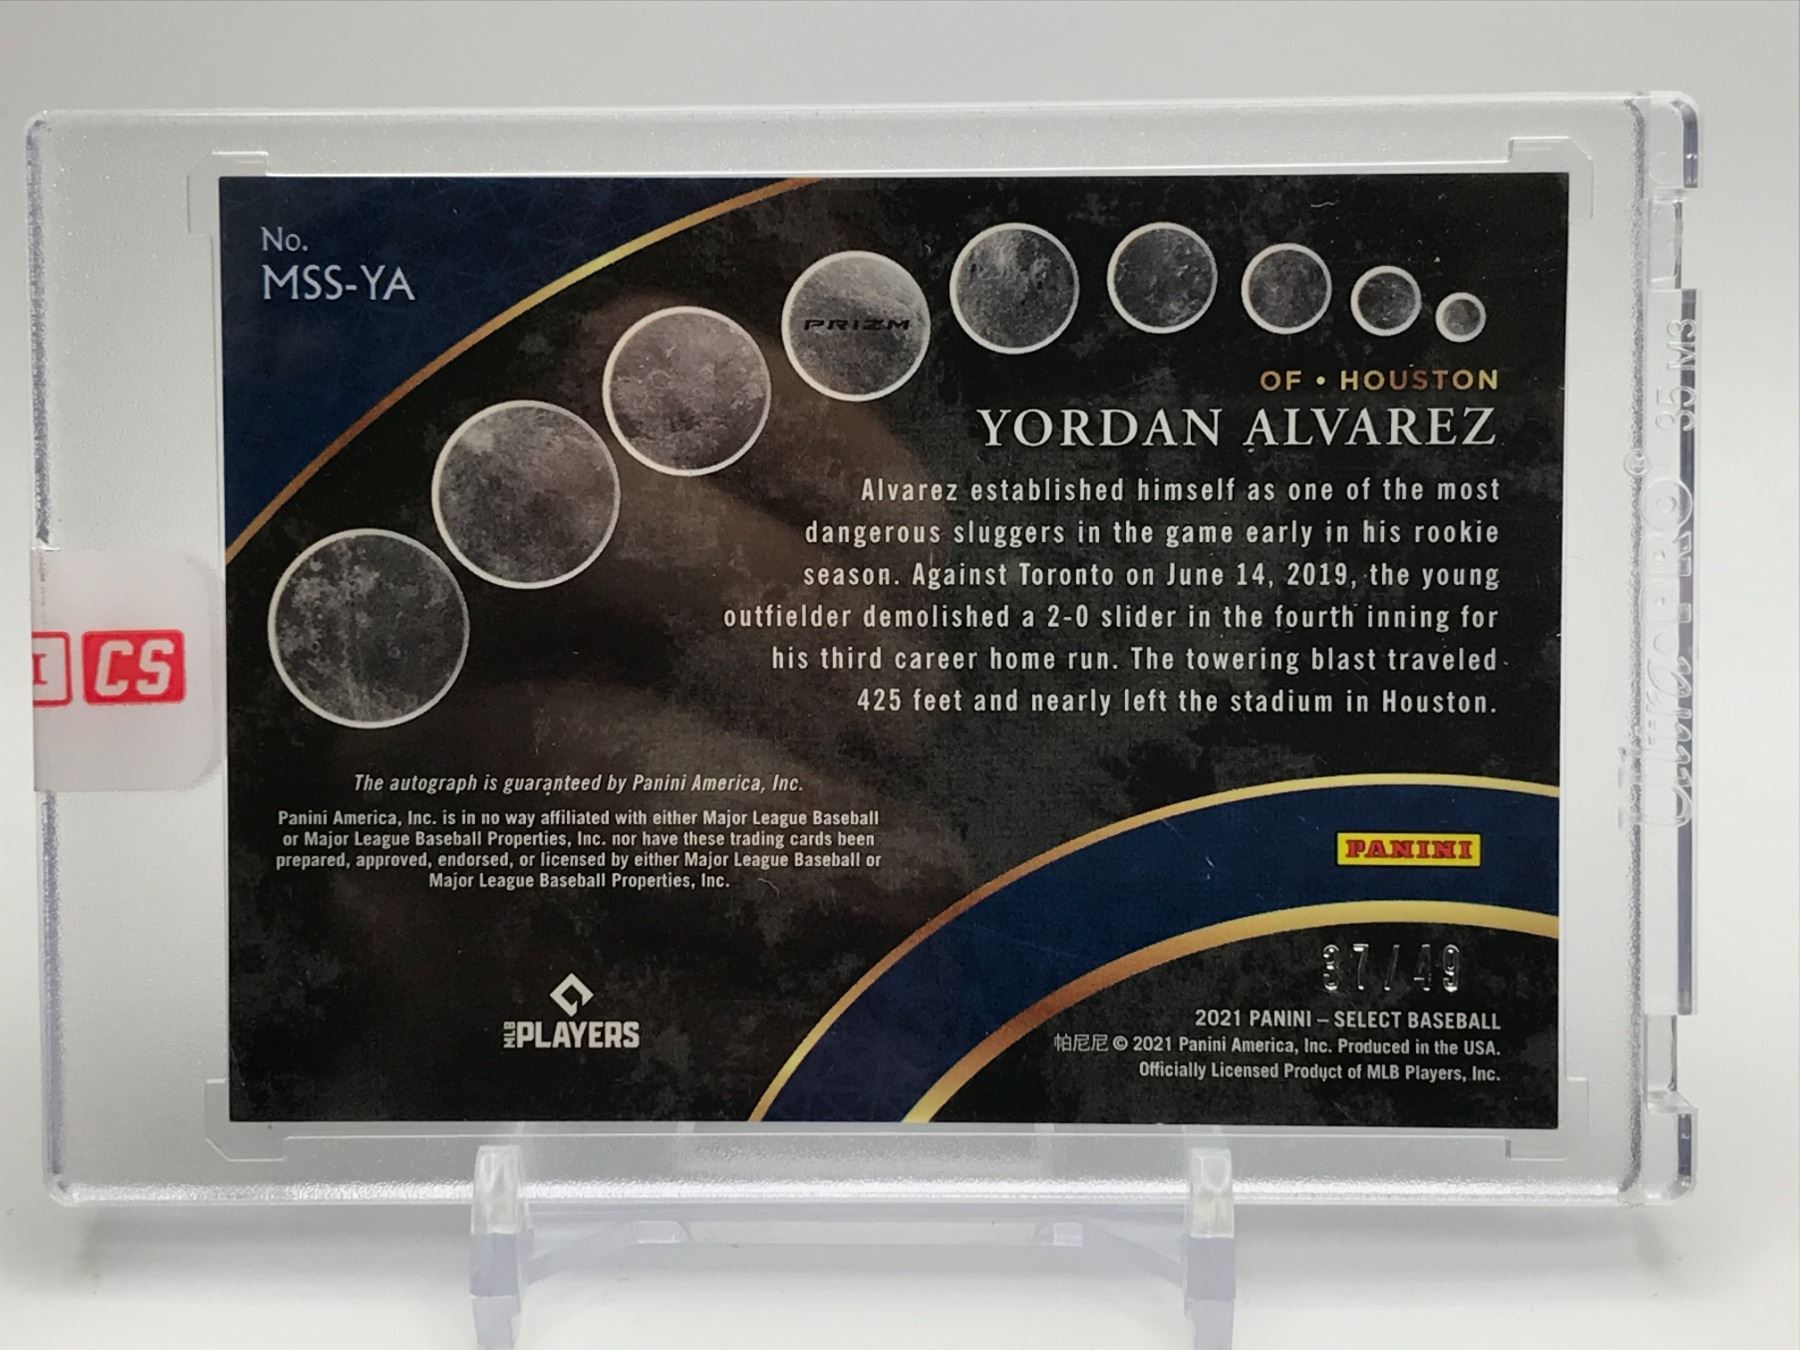 No.
MSS-YA
PRIZM
OF • HOUSTON
YORDAN ALVAREZ
Alvarez established himself as one of the most
dangerous sluggers in the game early in his rookie
season. Against Toronto on June 14, 2019, the young
outfielder demolished a 2-0 slider in the fourth inning for
his third career home run. The towering blast traveled
425 feet and nearly left the stadium in Houston.
I CS
The autograph is guaranteed by Panini America, Inc.
Panini America, Inc. is in no way affiliated with either Major League Baseball
or Major League Baseball Properties, Inc. nor have these trading cards been
prepared, approved, endorsed, or licensed by either Major League Baseball or
Major League Baseball Properties, Inc.
MLB PLAYERS
PANINI
37/49
2021 PANINI – SELECT BASEBALL
帕尼尼 © 2021 Panini America, Inc. Produced in the USA.
Officially Licensed Product of MLB Players, Inc.
Ultra•PRO® 35 M3